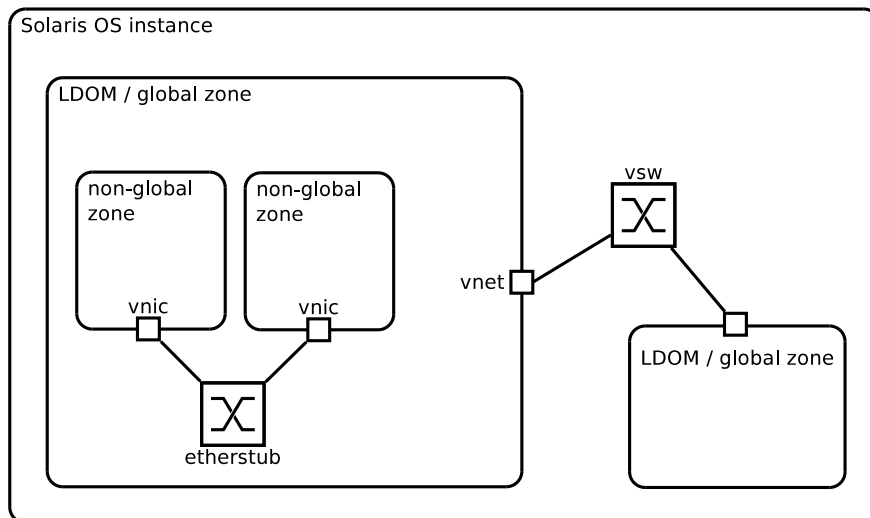 Solaris OS instance
LDOM / global zone
non-global
zone
non-global
zone
vnic
vnic
etherstub
vnet
vsw
LDOM / global zone